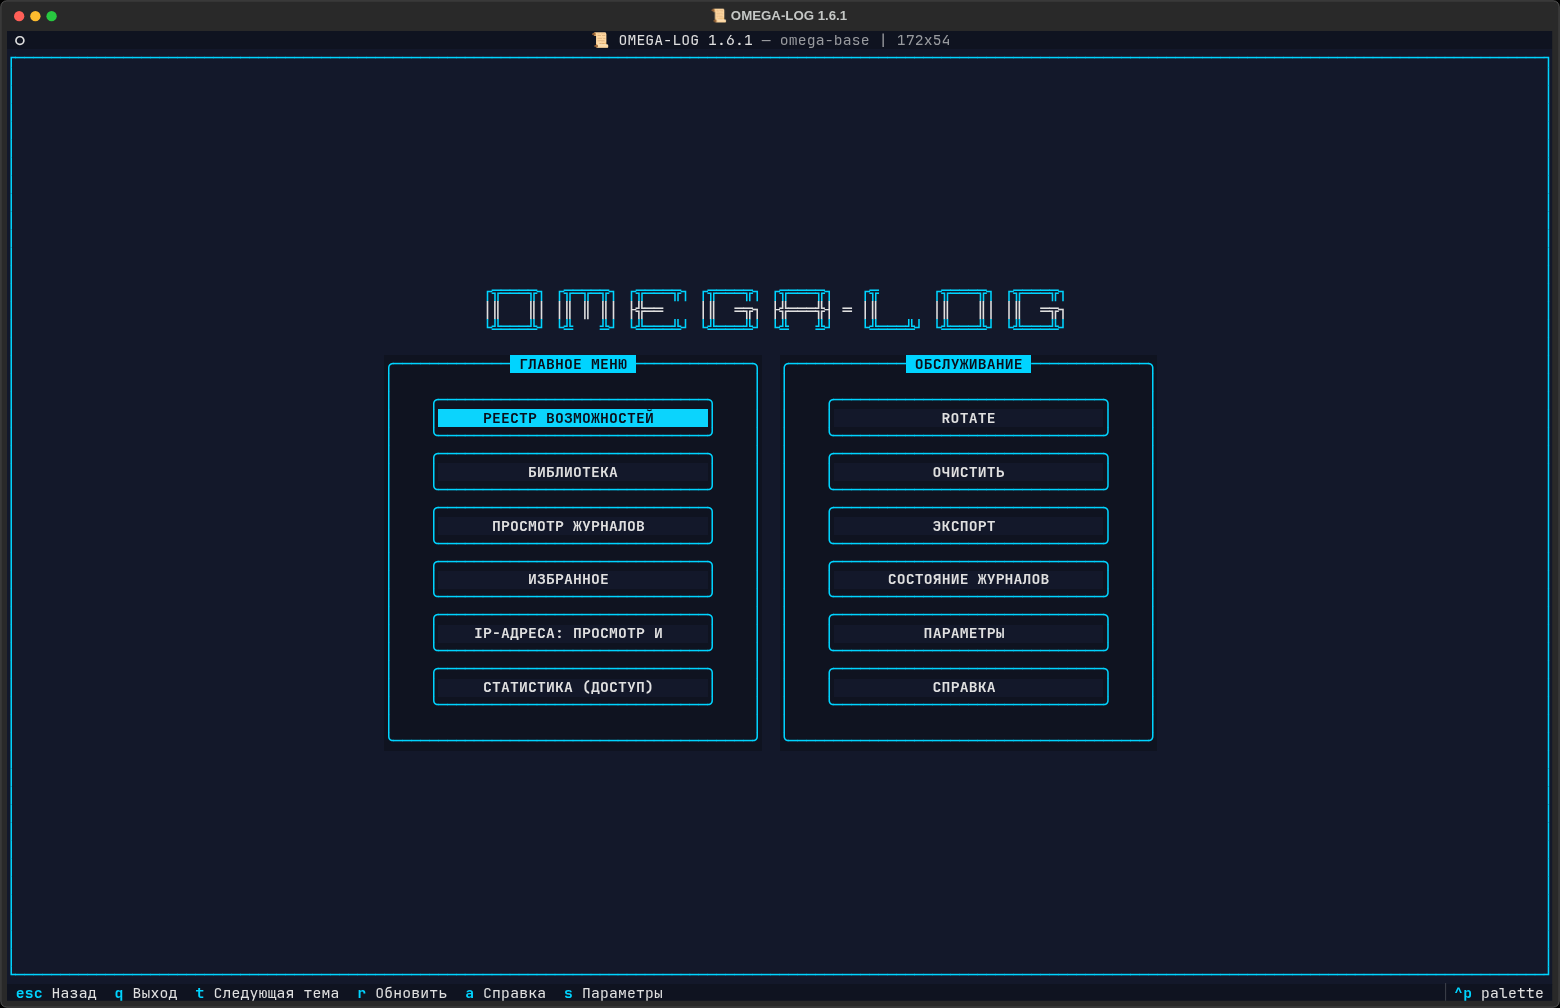 📜 OMEGA-LOG 1.6.1
📜 OMEGA-LOG 1.6.1 — omega-base | 172x54
OMEGA-LOG
ГЛАВНОЕ МЕНЮ
РЕЕСТР ВОЗМОЖНОСТЕЙ
БИБЛИОТЕКА
ПРОСМОТР ЖУРНАЛОВ
ИЗБРАННОЕ
IP-АДРЕСА: ПРОСМОТР И
СТАТИСТИКА (ДОСТУП)
ОБСЛУЖИВАНИЕ
ROTATE
ОЧИСТИТЬ
ЭКСПОРТ
СОСТОЯНИЕ ЖУРНАЛОВ
ПАРАМЕТРЫ
СПРАВКА
esc Назад q Выход t Следующая тема r Обновить a Справка s Параметры ^p palette